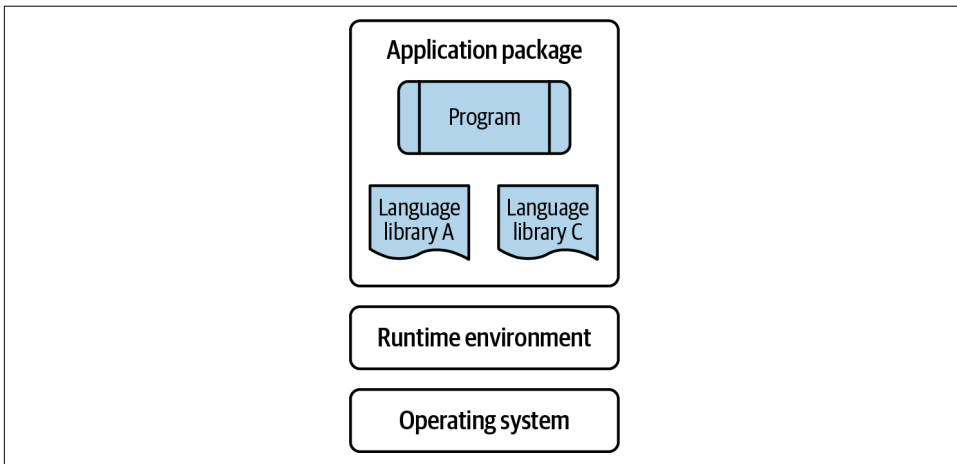 Application package
Program
Language
library A
Language
library C
Runtime environment
Operating system